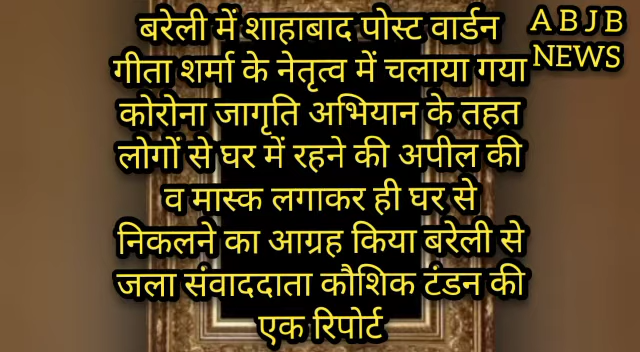 बरेली में शाहाबाद पोस्ट वार्डन
A B J B
NEWS
गीता शर्मा के नेतृत्व में चलाया गया
कोरोना जागृति अभियान के तहत
लोगों से घर में रहने की अपील की
व मास्क लगाकर ही घर से
निकलने का आग्रह किया बरेली से
जला संवाददाता कौशिक टंडन की
एक रिपोर्ट